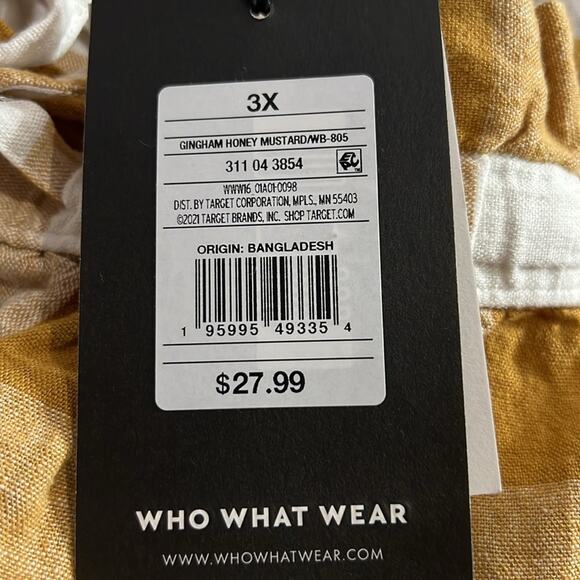 3X
GINGHAM HONEY MUSTARD/WB-805
311 04 3854
WWW16_01A01-0098
DIST. BY TARGET CORPORATION, MPLS., MN 55403
©2021 TARGET BRANDS, INC. SHOP TARGET.COM
ORIGIN: BANGLADESH
1 95995 49335 4
$27.99
WHO WHAT WEAR
WWW.WHOWHATWEAR.COM